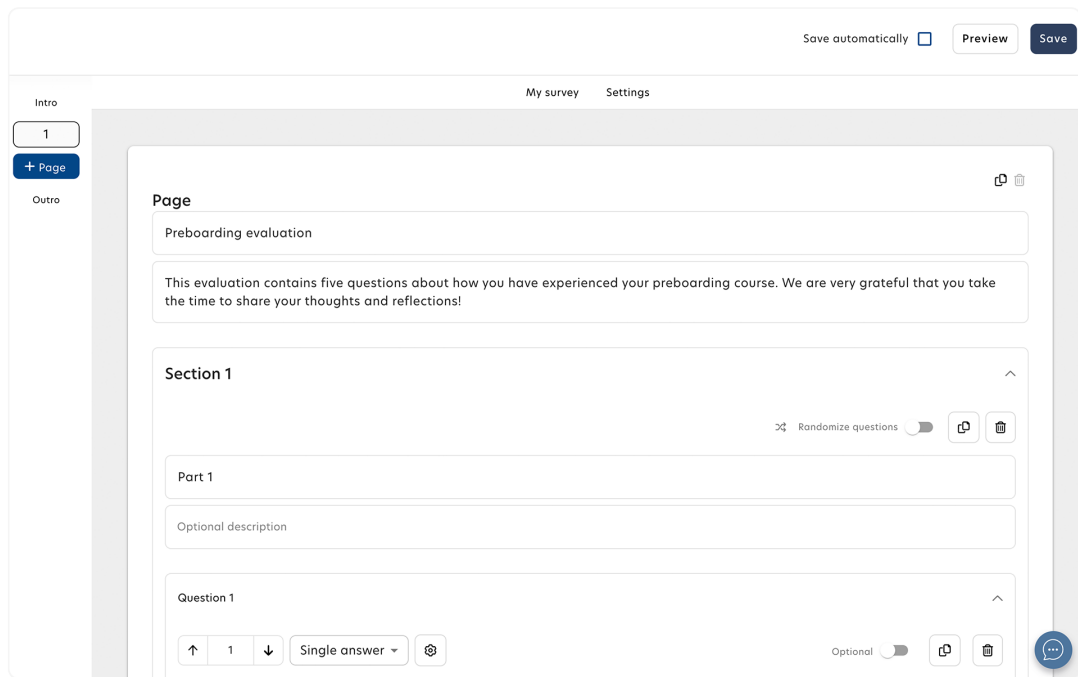 Save automatically
Preview
Save
My survey
Settings
Intro
1
+ Page
Outro
Page
Preboarding evaluation
This evaluation contains five questions about how you have experienced your preboarding course. We are very grateful that you take
the time to share your thoughts and reflections!
Section 1
Randomize questions
Part 1
Optional description
Question 1
1
Single answer
Optional